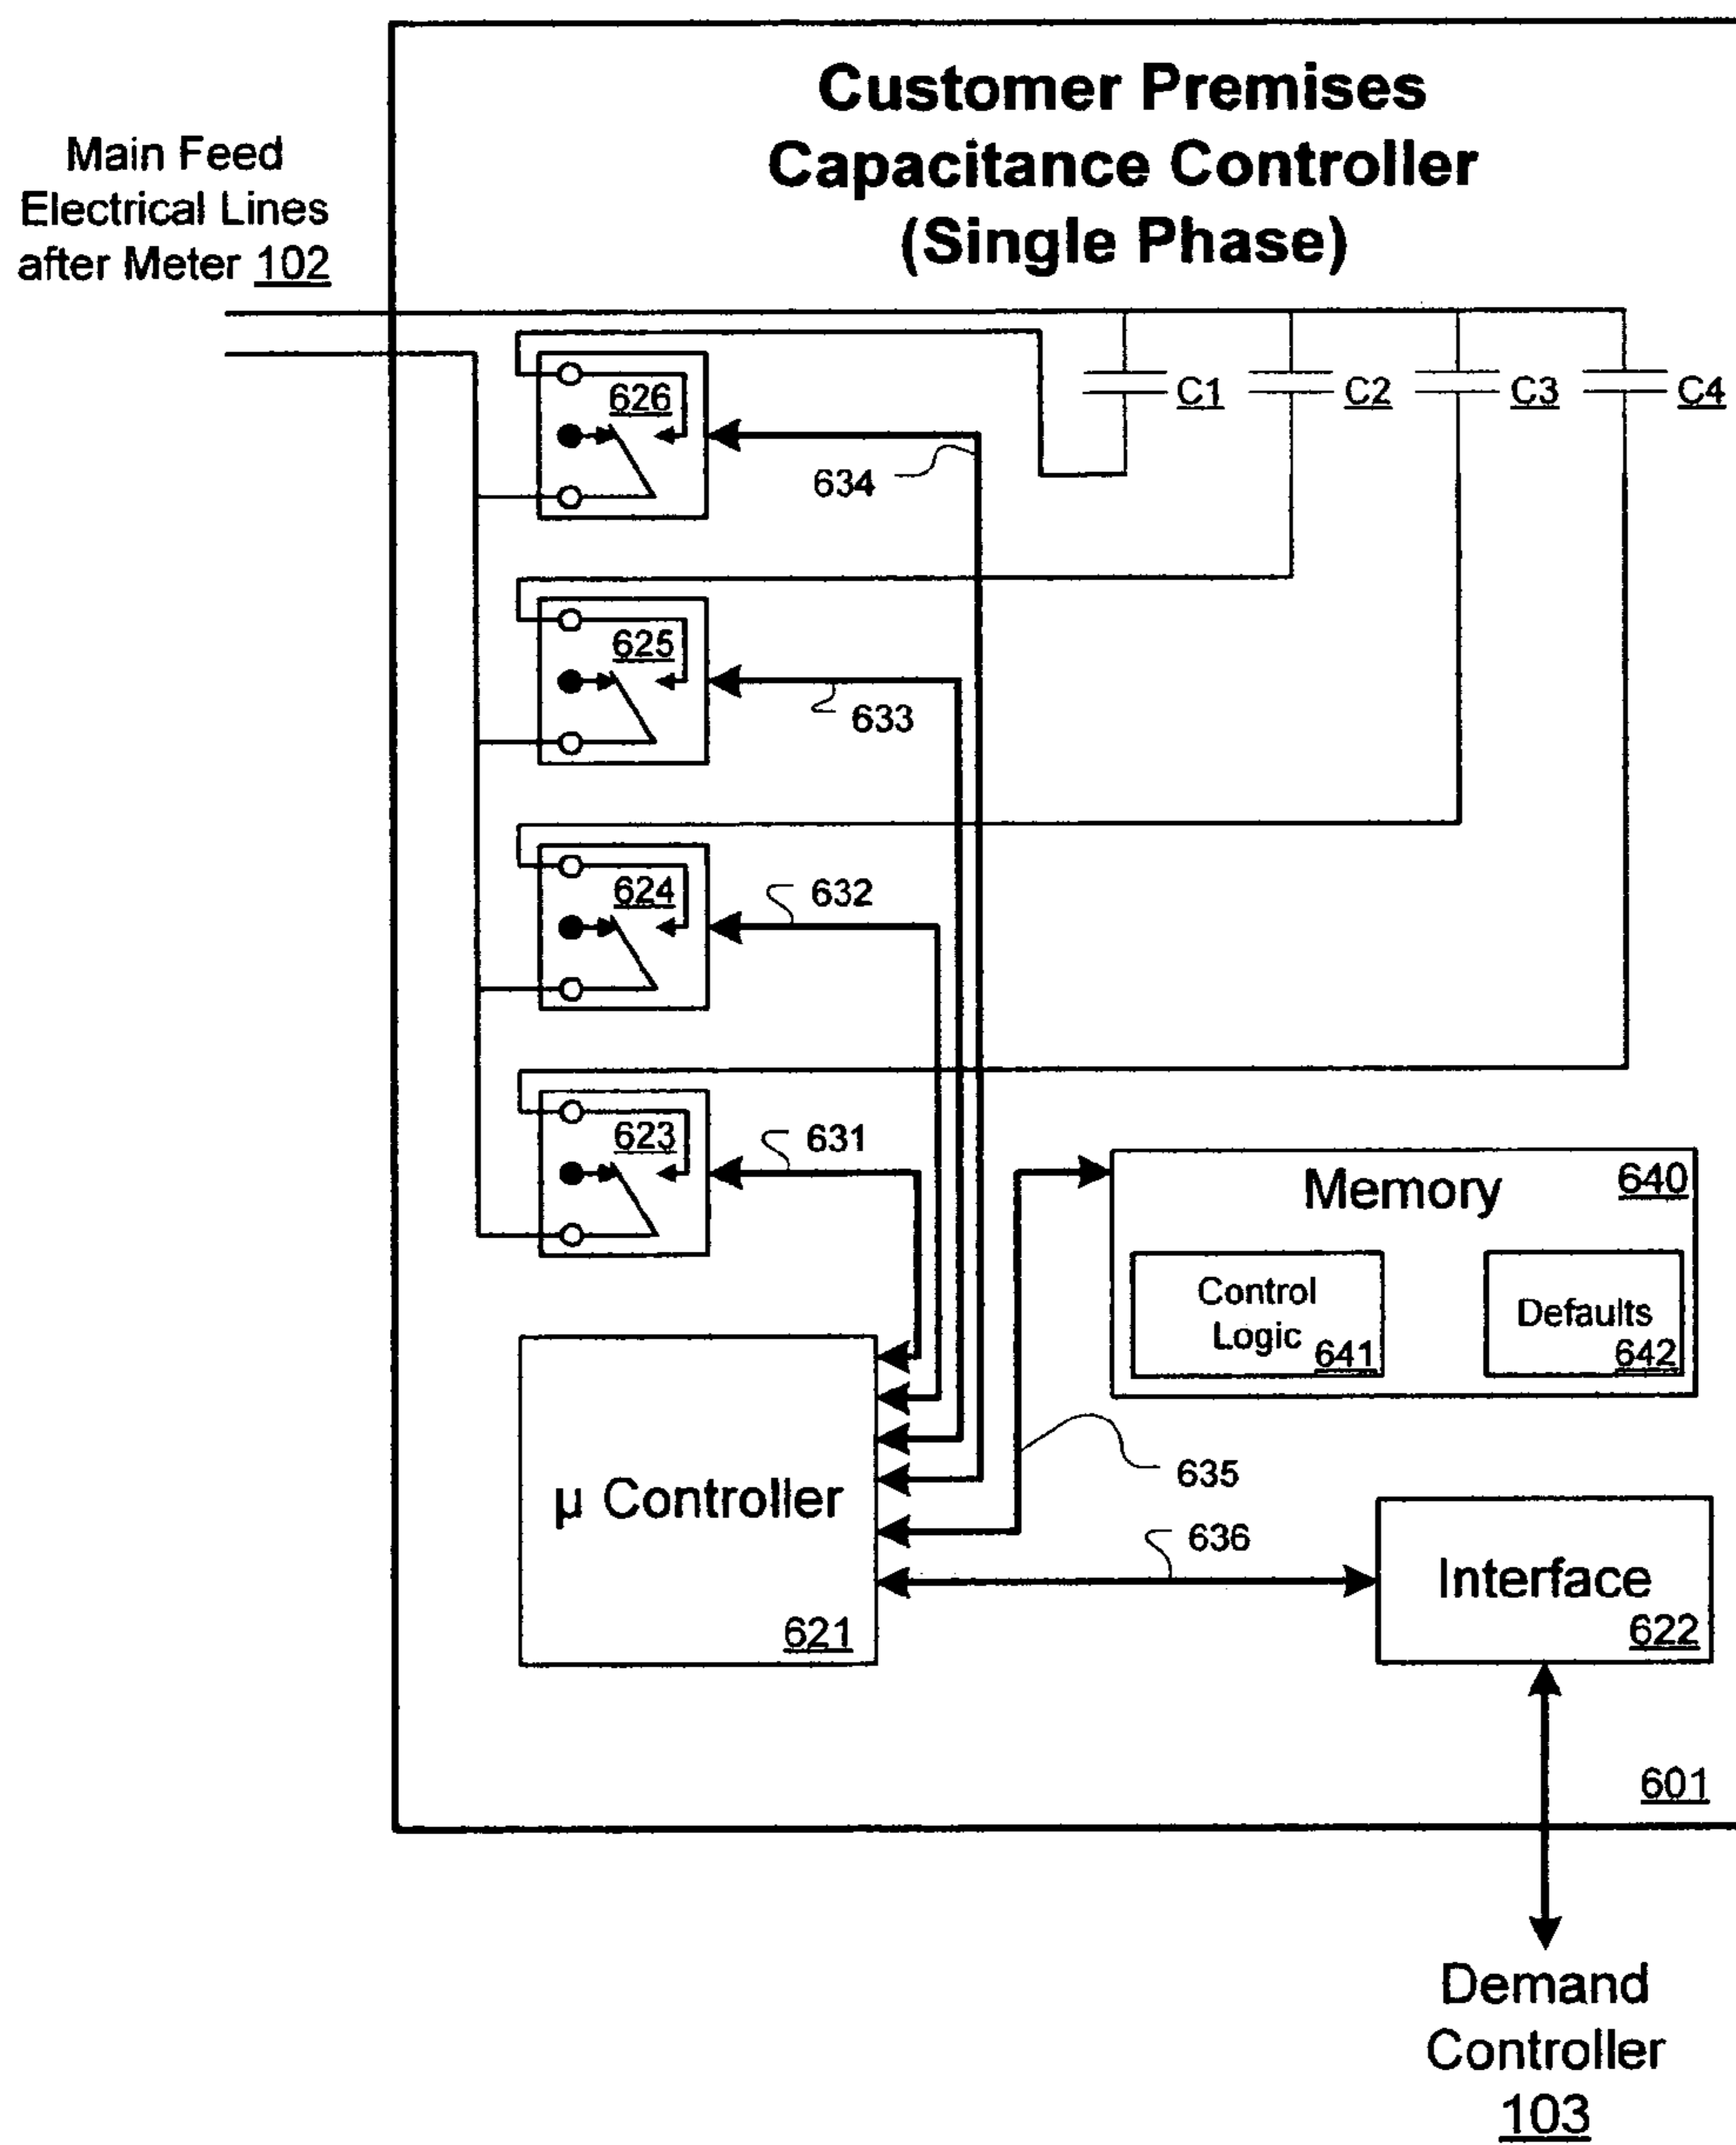 Customer Premises
Capacitance Controller
(Single Phase)
Main Feed
Electrical Lines
after Meter 102
C1
C2
C3
C4
626
634
625
633
624
632
623
631
Memory
640
Control
Logic
641
Defaults
642
635
µ Controller
621
636
Interface
622
601
Demand
Controller
103